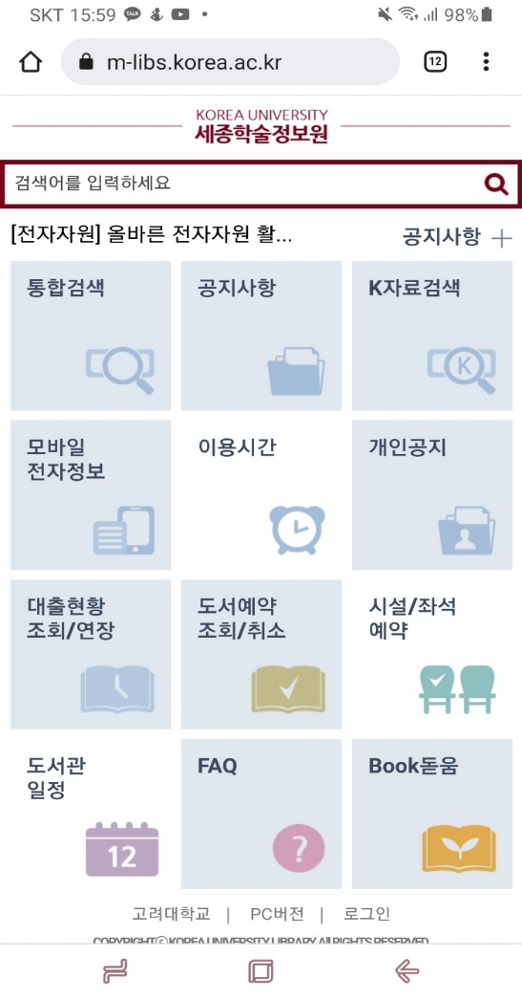 SKT 15:59 TALK
98%
m-libs.korea.ac.kr
12
KOREA UNIVERSITY
세종학술정보원
검색어를 입력하세요
[전자자원] 올바른 전자자원 활...
공지사항
통합검색
공지사항
K자료검색
K
모바일
전자정보
이용시간
개인공지
대출현황
조회/연장
도서예약
조회/취소
시설/좌석
예약
도서관
일정
12
FAQ
?
Book돋움
고려대학교 | PC버전 | 로그인
COPYRIGHTⓒ KOREA UNIVERSITY LIBRARY. All RIGHTS RESERVED.